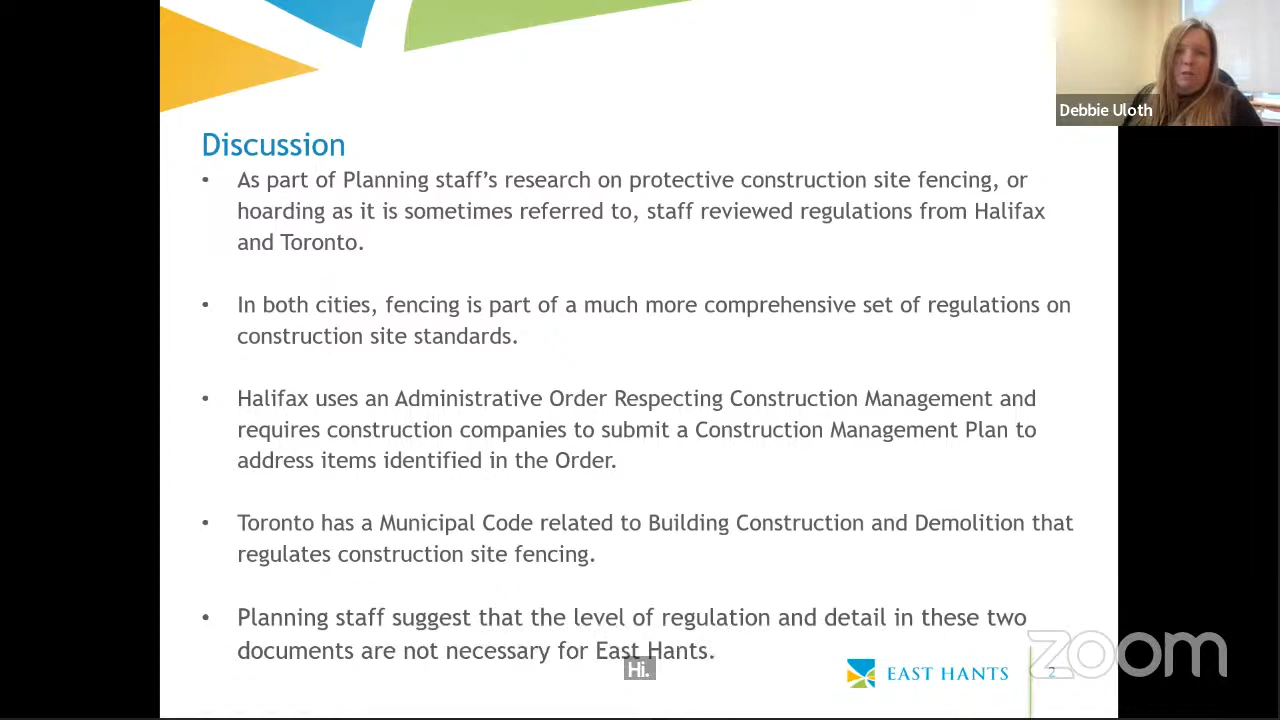 Debbie Uloth
Discussion
• As part of Planning staff's research on protective construction site fencing, or
hoarding as it is sometimes referred to, staff reviewed regulations from Halifax
and Toronto.
• In both cities, fencing is part of a much more comprehensive set of regulations on
construction site standards.
• Halifax uses an Administrative Order Respecting Construction Management and
requires construction companies to submit a Construction Management Plan to
address items identified in the Order.
• Toronto has a Municipal Code related to Building Construction and Demolition that
regulates construction site fencing.
• Planning staff suggest that the level of regulation and detail in these two
documents are not necessary for East Hants.
Hi.
EAST HANTS
2
zoom